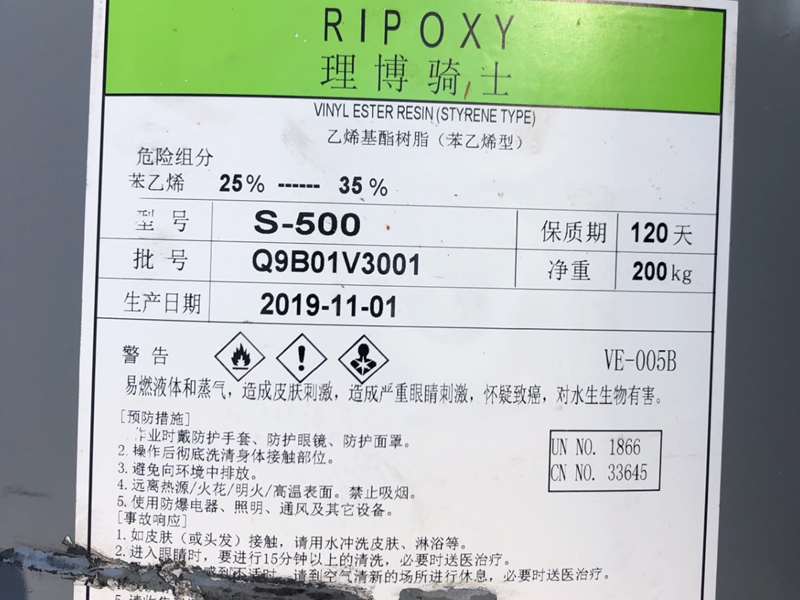 RIPOXY
理博骑士
VINYL ESTER RESIN(STYRENE TYPE)
乙烯基酯树脂（苯乙烯型）
危险组分
苯乙烯 25% ------ 35 %
型号 S-500 保质期 120天
批号 Q9B01V3001 净重 200kg
生产日期 2019-11-01
警告 VE-005B
易燃液体和蒸气，造成皮肤刺激，造成严重眼睛刺激，怀疑致癌，对水生生物有害。
[预防措施]
作业时戴防护手套、防护眼镜、防护面罩。
2. 操作后彻底洗清身体接触部位。
3. 避免向环境中排放。
4. 远离热源/火花/明火/高温表面。禁止吸烟。
5. 使用防爆电器、照明、通风及其它设备。
UN NO. 1866
CN NO. 33645
[事故响应]
1. 如皮肤（或头发）接触，请用水冲洗皮肤、淋浴等。
2. 进入眼睛时，要进行15分钟以上的清洗，必要时送医治疗。
感到不适时，请到空气清新的场所进行休息，必要时送医治疗。